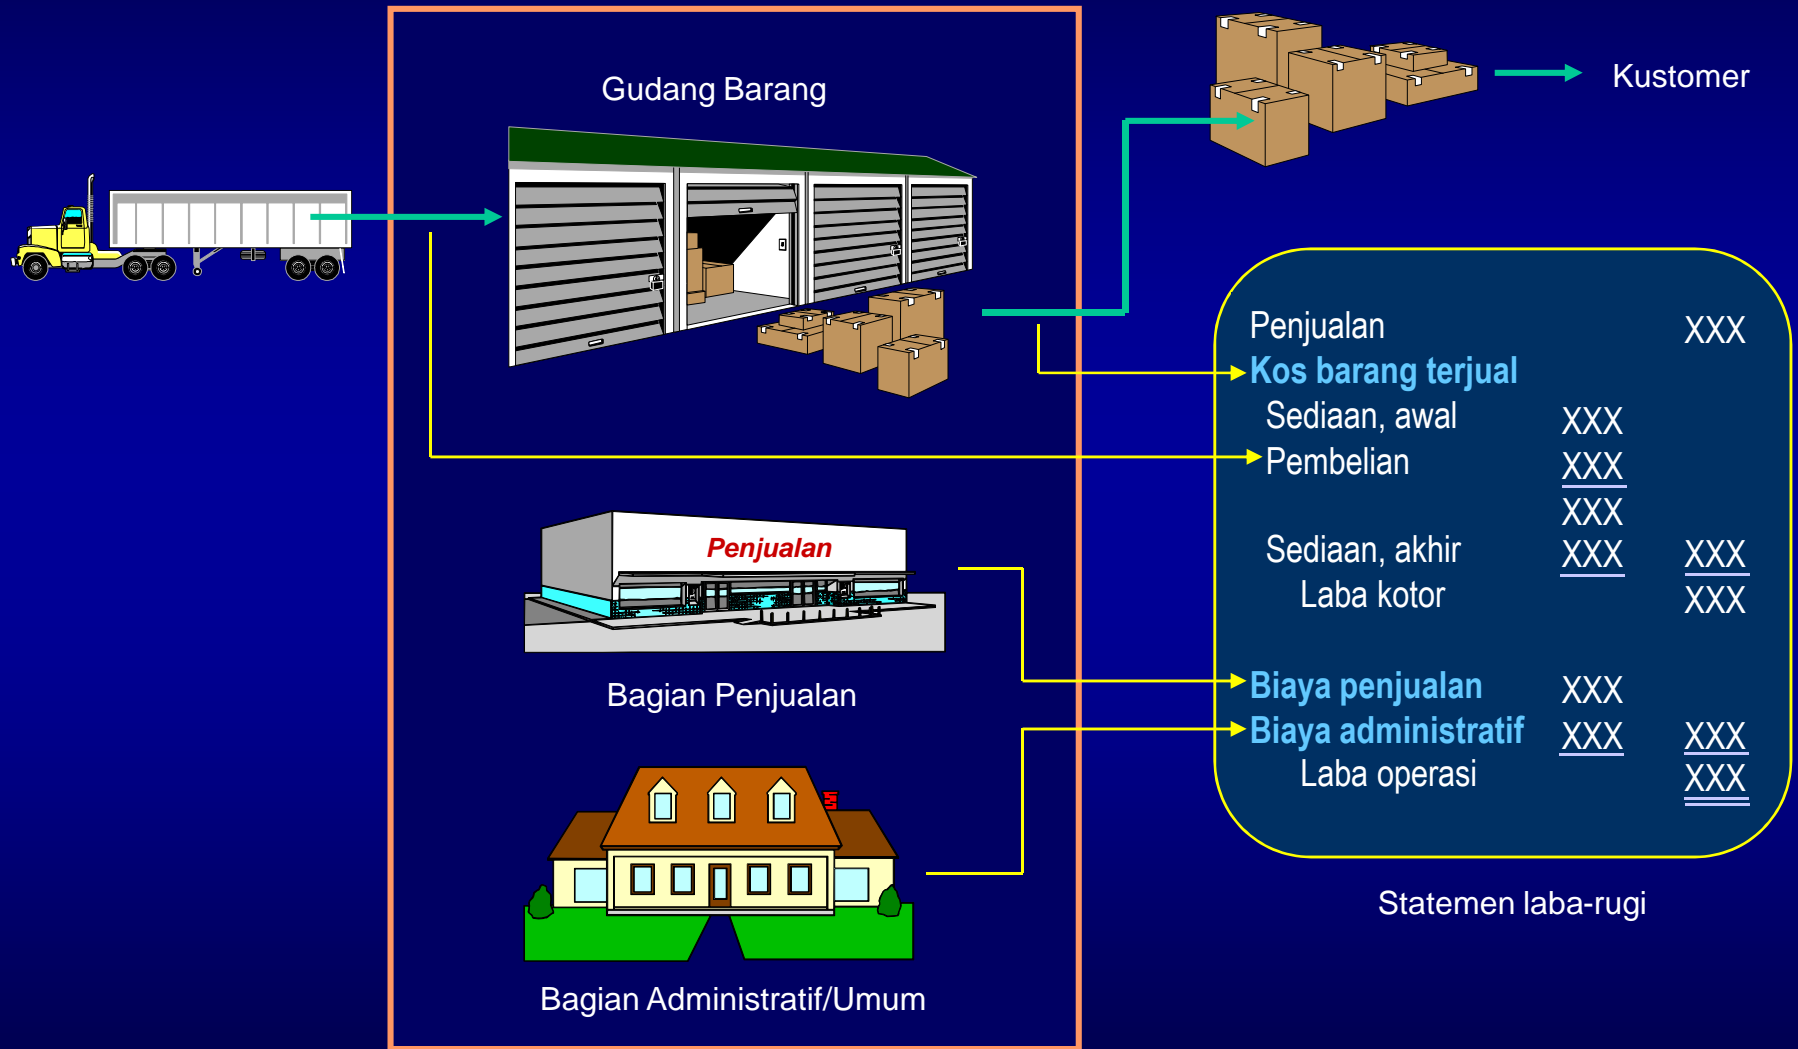 Gudang Barang
Kustomer
Penjualan XXX
Kos barang terjual
Sediaan, awal XXX
Pembelian XXX
XXX
Sediaan, akhir XXX XXX
Laba kotor XXX
Biaya penjualan XXX
Biaya administratif XXX XXX
Laba operasi XXX
Statemen laba-rugi
Penjualan
Bagian Penjualan
Bagian Administratif/Umum